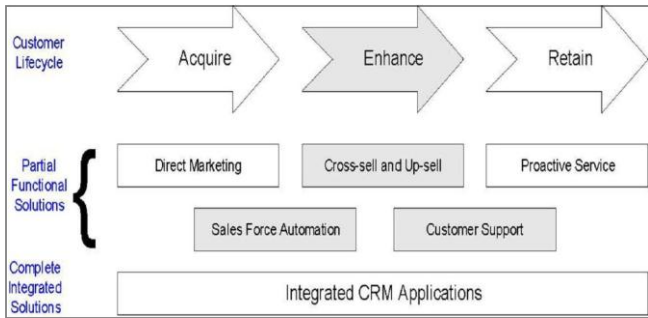 Customer
Lifecycle
Acquire
Enhance
Retain
Partial
Functional
Solutions
Direct Marketing
Cross-sell and Up-sell
Proactive Service
Sales Force Automation
Customer Support
Complete
Integrated
Solutions
Integrated CRM Applications